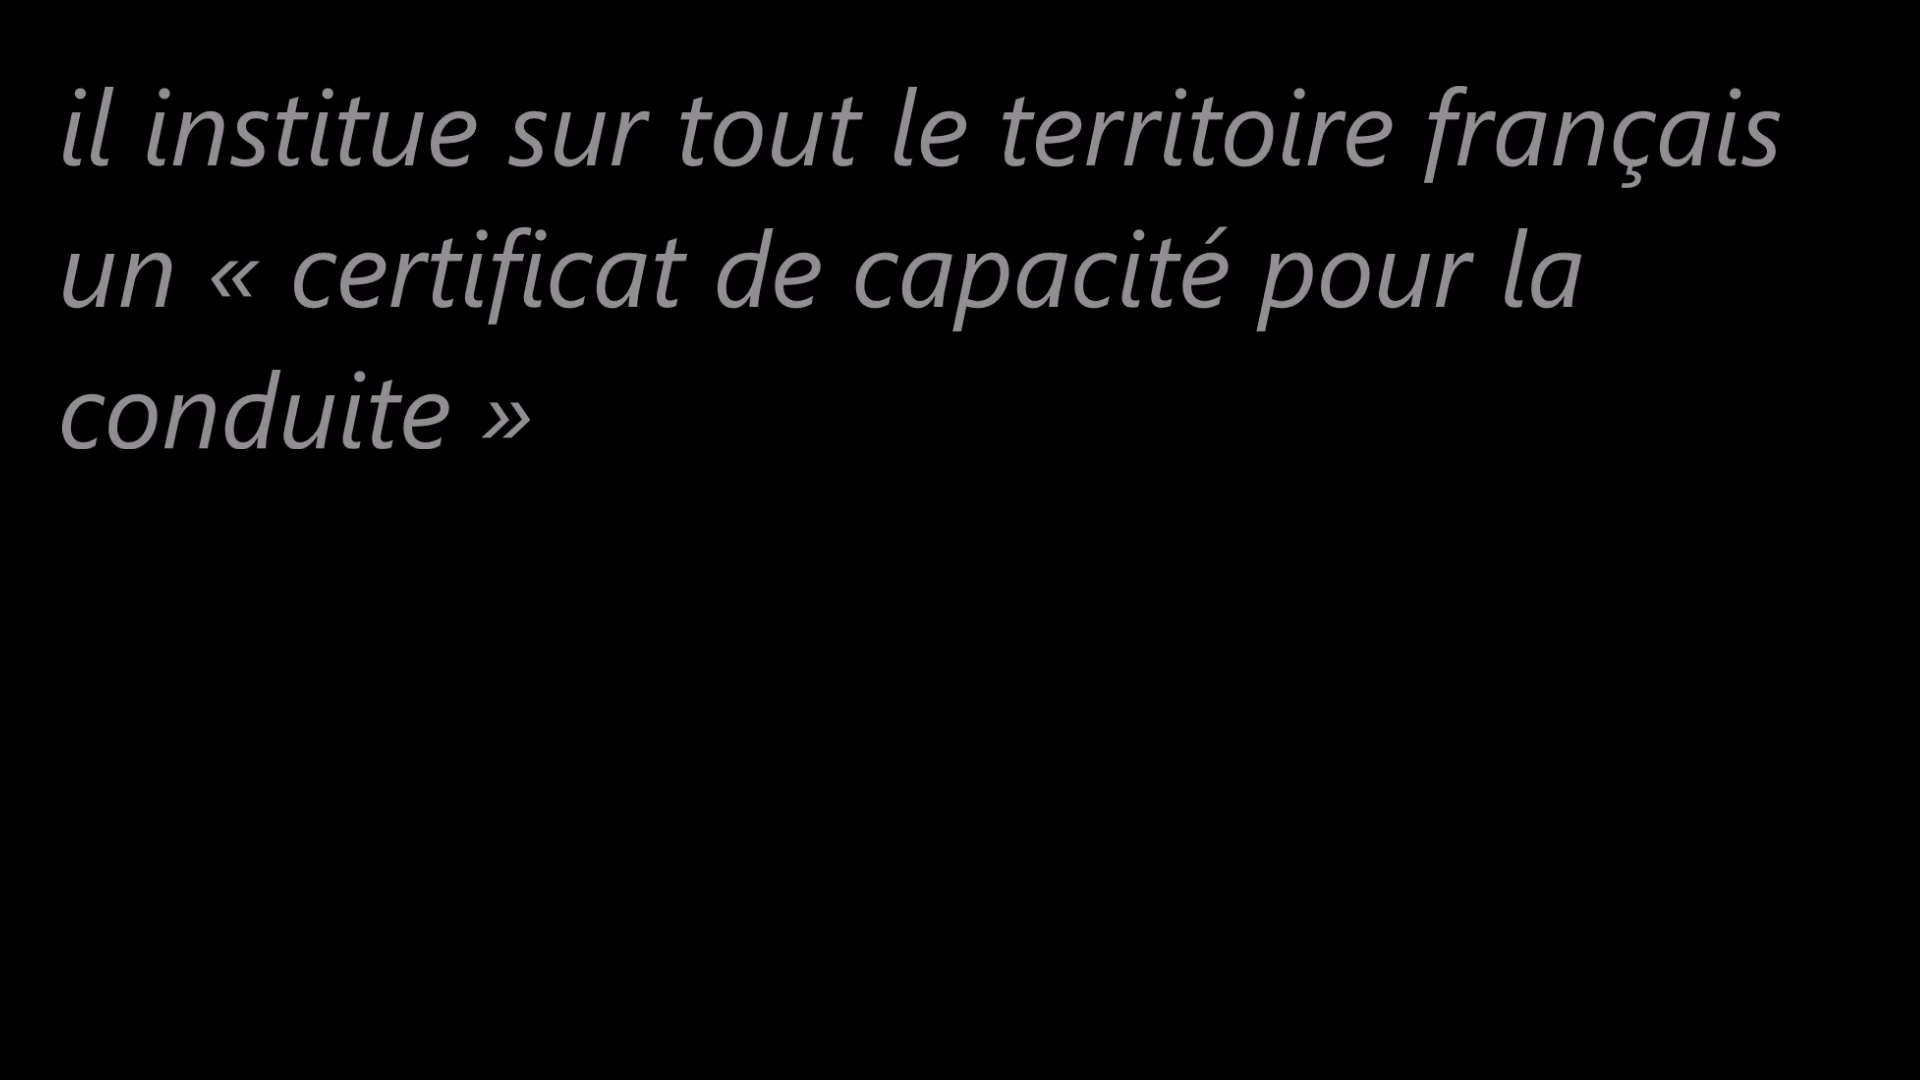 il institue sur tout le territoire français
un « certificat de capacité pour la
conduite »